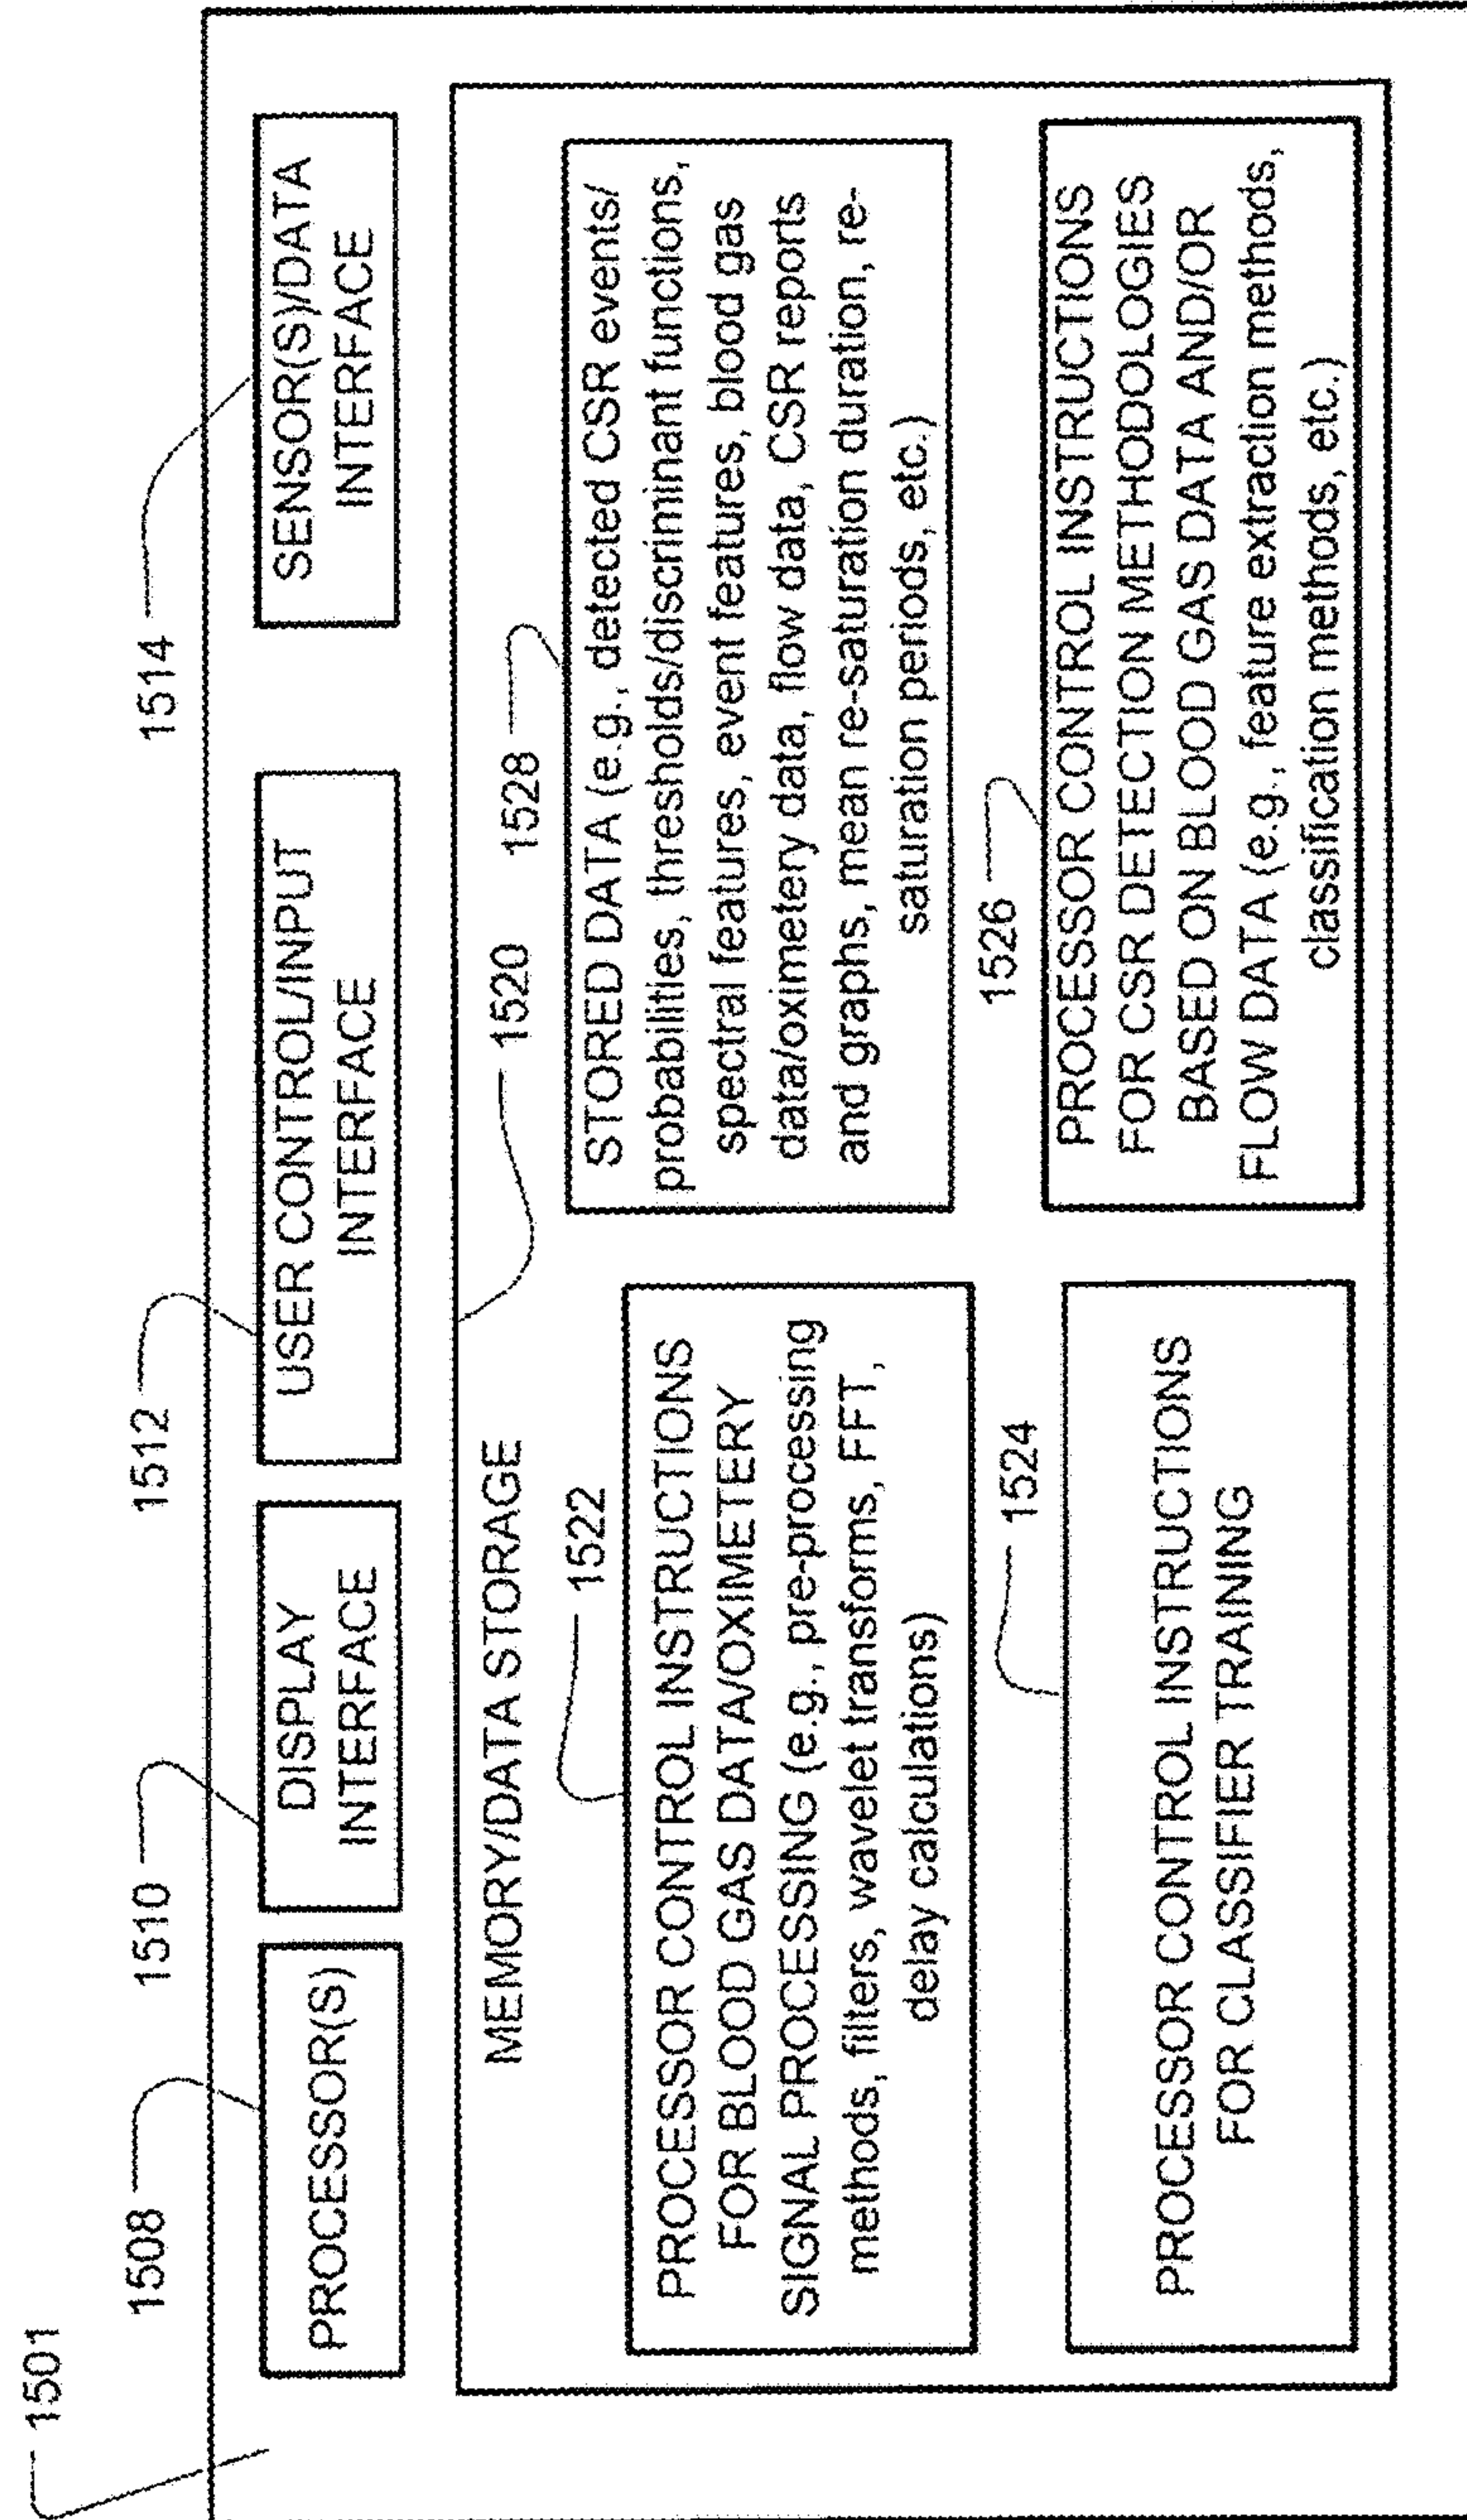 1501
1508
PROCESSOR(S)
1510
DISPLAY
INTERFACE
1512
USER CONTROL/INPUT
INTERFACE
1514
SENSOR(S)/DATA
INTERFACE
MEMORY/DATA STORAGE
1520
1522
PROCESSOR CONTROL INSTRUCTIONS
FOR BLOOD GAS DATA/OXIMETERY
SIGNAL PROCESSING (e.g., pre-processing
methods, filters, wavelet transforms, FFT,
delay calculations)
1528
STORED DATA (e.g., detected CSR events/
probabilities, thresholds/discriminant functions,
spectral features, event features, blood gas
data/oximetery data, flow data, CSR reports
and graphs, mean re-saturation duration, re-
saturation periods, etc.)
1524
PROCESSOR CONTROL INSTRUCTIONS
FOR CLASSIFIER TRAINING
1526
PROCESSOR CONTROL INSTRUCTIONS
FOR CSR DETECTION METHODOLOGIES
BASED ON BLOOD GAS DATA AND/OR
FLOW DATA (e.g., feature extraction methods,
classification methods, etc.)